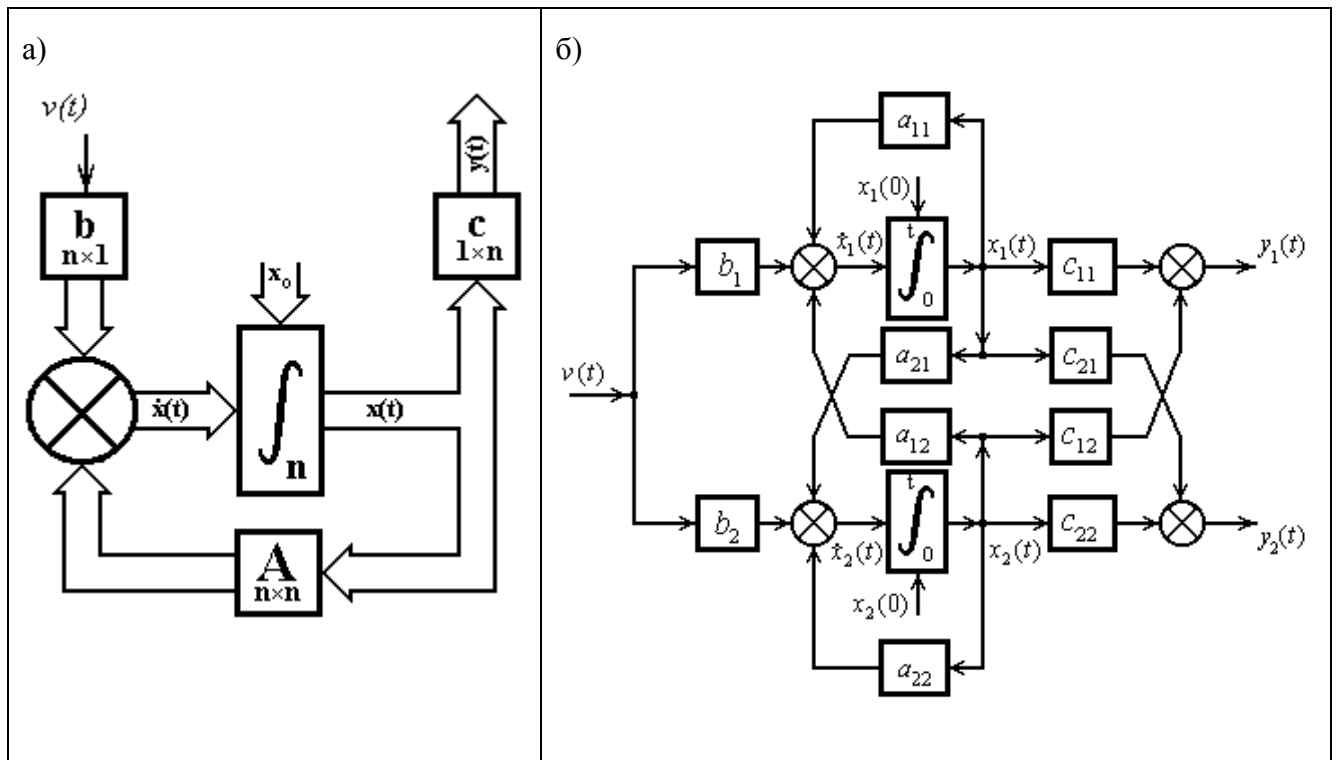 а)
v(t)
b
n×1
x₀
ẋ(t)
∫
n
x(t)
y(t)
c
1×n
A
n×n
б)
a₁₁
x₁(0)
v(t)
b₁
ẋ₁(t)
t
∫
0
x₁(t)
c₁₁
y₁(t)
a₂₁
c₂₁
a₁₂
c₁₂
b₂
ẋ₂(t)
t
∫
0
x₂(t)
c₂₂
y₂(t)
x₂(0)
a₂₂